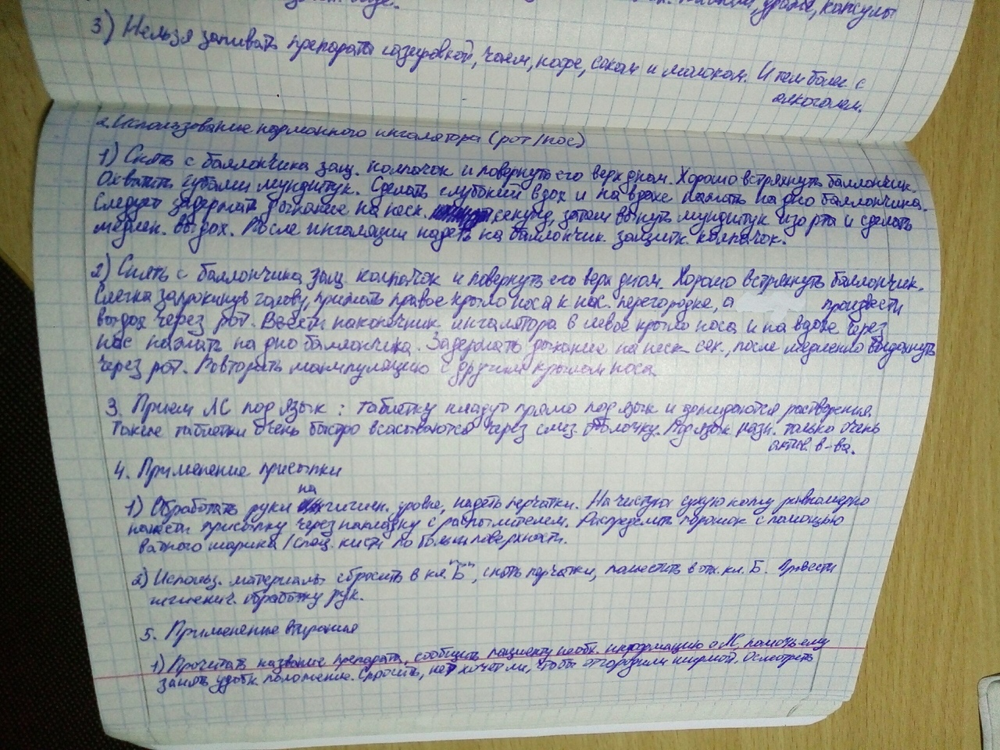 капсулы
3) Нельзя запивать препарата газировкой, чаем, кофе, соком и молоком. И тем более с
алкоголем.
2. Использование карманного ингалятора (рот/нос)
1) Снять с баллончика защ. колпачок и повернуть его верх дном. Хорошо встряхнуть баллончик.
Охватить губами мундштук. Сделать глубокий вдох и на вдохе нажать на дно баллончика.
Следует задержать дыхание на неск. секунд, затем вынуть мундштук изо рта и сделать
медлен. выдох. После ингаляции надеть на баллончик защитн. колпачок.
2) Снять с баллончика защ. колпачок и повернуть его верх дном. Хорошо встряхнуть баллончик.
Слегка запрокинув голову, прижать правое крыло носа к нос. перегородке, а произвести
выдох через рот. Ввести наконечник ингалятора в левое крыло носа и на вдохе через
нос нажать на дно баллончика. Задержать дыхание на неск. сек., после медленно выдохнуть
через рот. Повторить манипуляцию с другим крылом носа.
3. Прием ЛС под язык: таблетку кладут прямо под язык и дожидаются растворения.
Такие таблетки очень быстро всасываются через слиз. оболочку. Под язык назн. только очень
актив. в-ва.
4. Применение присыпки
1) Обработать руки на гигиен. уровне, надеть перчатки. На чистую сухую кожу равномерно
нанести присыпку через накладку с распылителем. Распределить порошок с помощью
ватного шарика/спец. кисти по больш поверхности.
2) Использ. материалы сбросить в кл. "Б", снять перчатки, поместить в отх. кл. Б. Провести
гигиенич. обработку рук.
5. Применение
1) Прочитать название препарата, сообщить пациенту необх. информацию о ЛС, помочь ему
занять удобн. положение. Спросить, не хочет ли, чтобы отгородили ширмой. Осмотреть